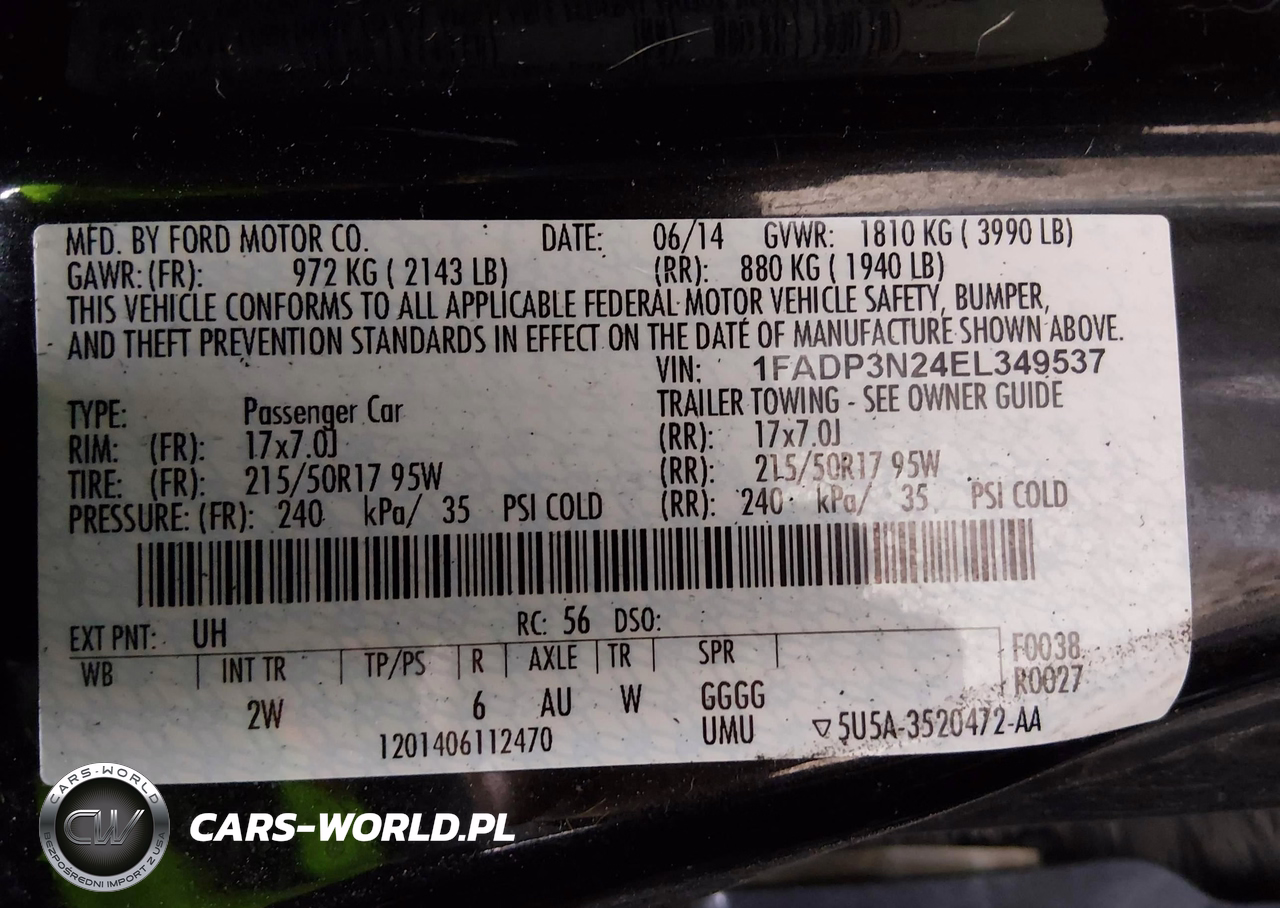 MFD. BY FORD MOTOR CO. DATE: 06/14 GVWR: 1810 KG ( 3990 LB)
GAWR: (FR): 972 KG ( 2143 LB) (RR): 880 KG ( 1940 LB)
THIS VEHICLE CONFORMS TO ALL APPLICABLE FEDERAL MOTOR VEHICLE SAFETY, BUMPER,
AND THEFT PREVENTION STANDARDS IN EFFECT ON THE DATE OF MANUFACTURE SHOWN ABOVE.
VIN: 1FADP3N24EL349537
TYPE: Passenger Car TRAILER TOWING - SEE OWNER GUIDE
RIM: (FR): 17x7.0J (RR): 17x7.0J
TIRE: (FR): 215/50R17 95W (RR): 215/50R17 95W
PRESSURE: (FR): 240 kPa/ 35 PSI COLD (RR): 240 kPa/ 35 PSI COLD
EXT PNT: UH RC: 56 DSO:
WB INT TR TP/PS R AXLE TR SPR F0038
R0027
2W 6 AU W GGGG
1201406112470 UMU ▽5U5A-3520472-AA
CARS-WORLD
CW
BEZPOŚREDNI IMPORT Z USA
CARS-WORLD.PL